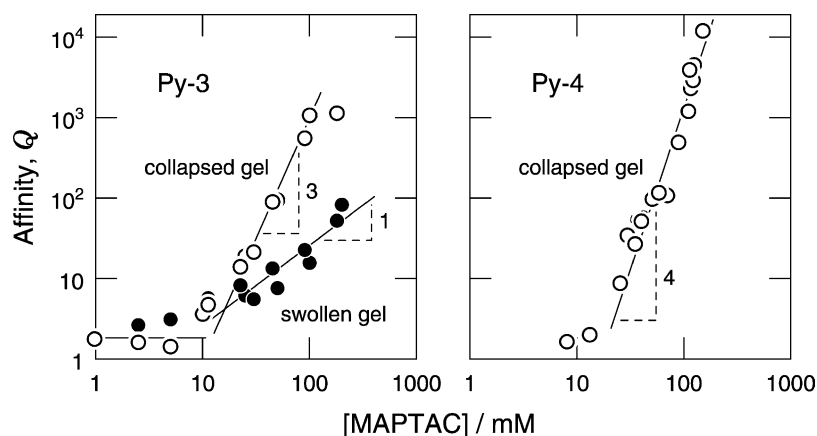 Py-3
Py-4
Affinity, Q
10⁴
10³
10²
10
1
collapsed gel
3
1
swollen gel
collapsed gel
4
1
10
100
1000
1
10
100
1000
[MAPTAC] / mM